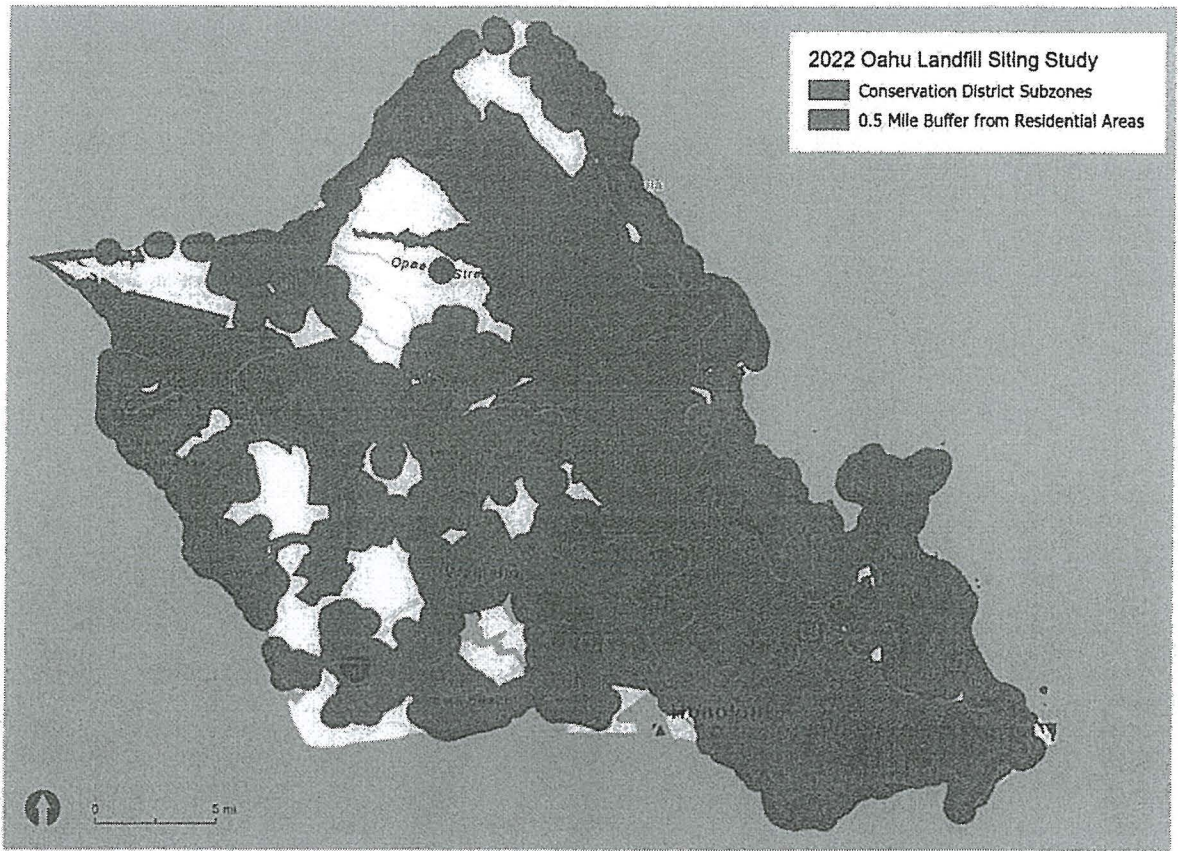 2022 Oahu Landfill Siting Study
Conservation District Subzones
0.5 Mile Buffer from Residential Areas
Opae
Stre
0
5 mi